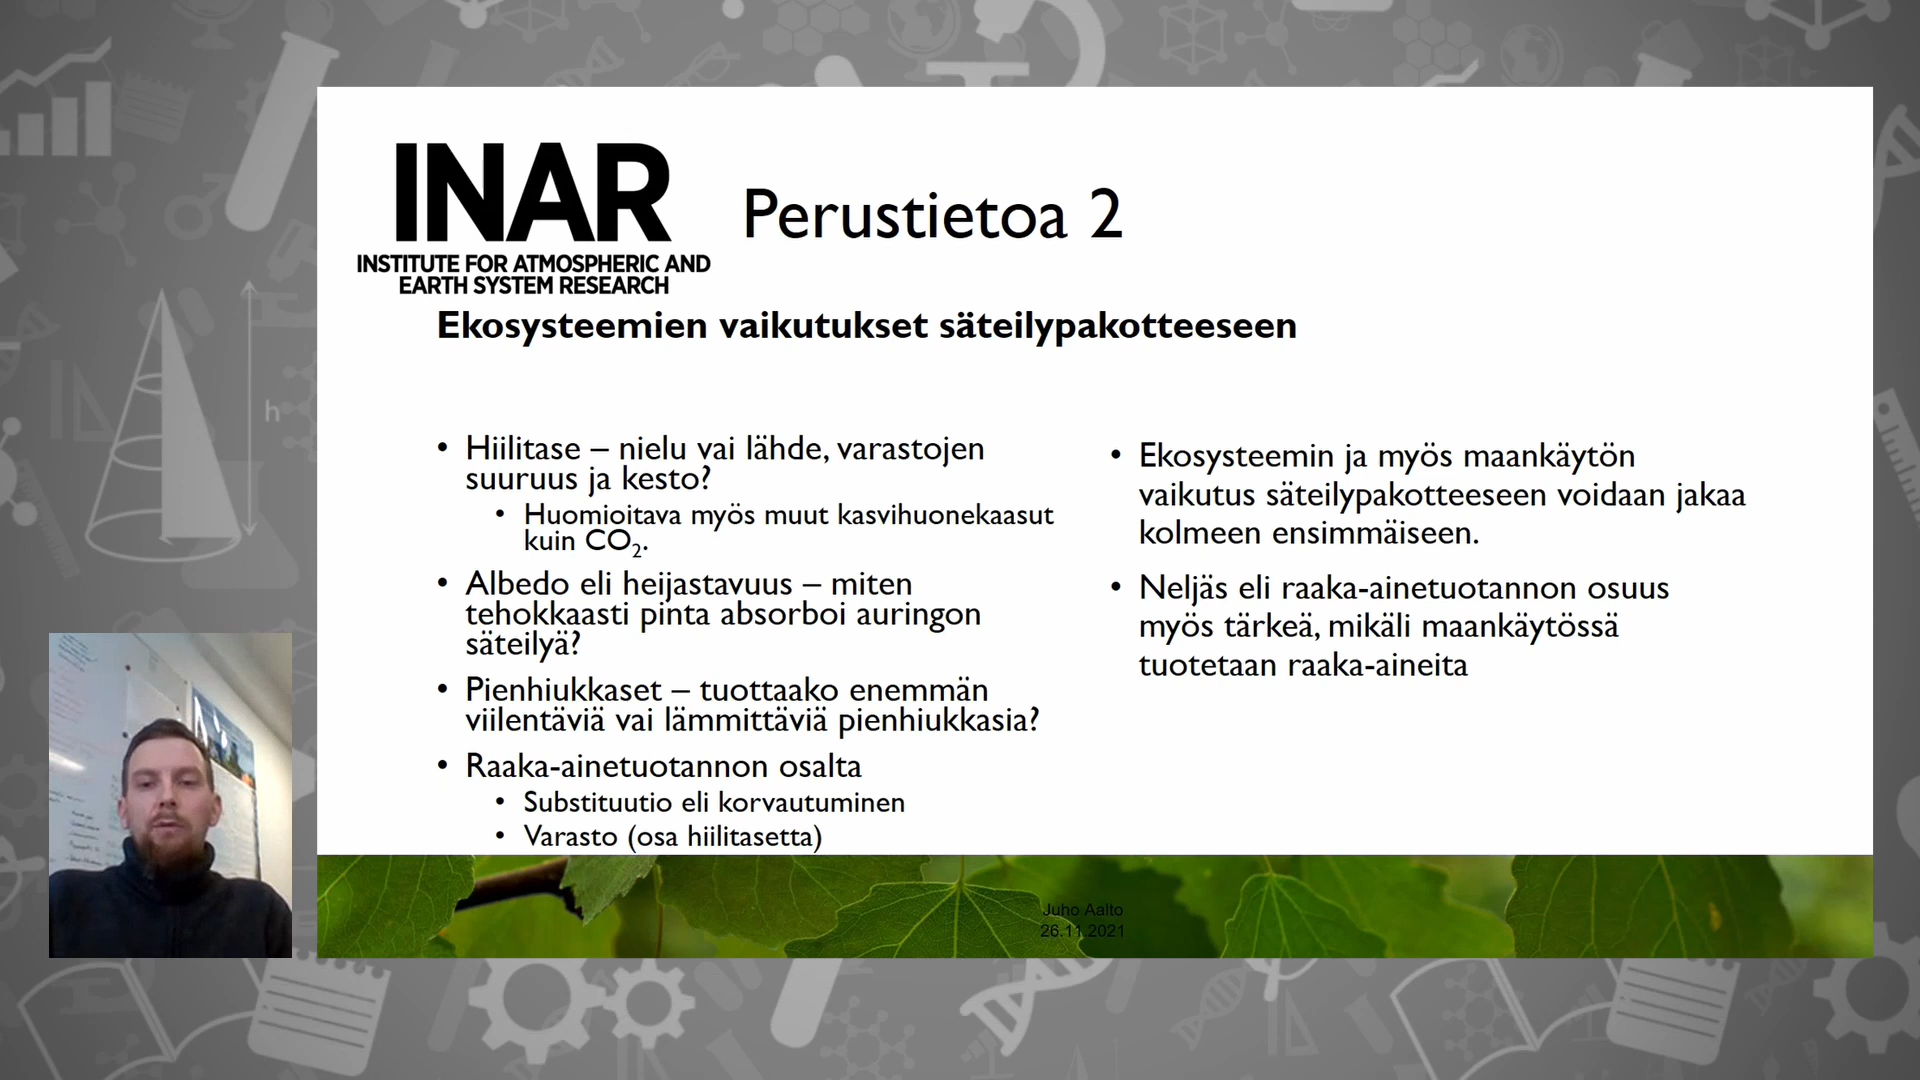 INAR
INSTITUTE FOR ATMOSPHERIC AND
EARTH SYSTEM RESEARCH
Perustietoa 2
Ekosysteemien vaikutukset säteilypakotteeseen
• Hiilitase – nielu vai lähde, varastojen
suuruus ja kesto?
• Huomioitava myös muut kasvihuonekaasut
kuin CO₂.
• Albedo eli heijastavuus – miten
tehokkaasti pinta absorboi auringon
säteilyä?
• Pienhiukkaset – tuottaako enemmän
viilentäviä vai lämmittäviä pienhiukkasia?
• Raaka-ainetuotannon osalta
• Substituutio eli korvautuminen
• Varasto (osa hiilitasetta)
• Ekosysteemin ja myös maankäytön
vaikutus säteilypakotteeseen voidaan jakaa
kolmeen ensimmäiseen.
• Neljäs eli raaka-ainetuotannon osuus
myös tärkeä, mikäli maankäytössä
tuotetaan raaka-aineita
Juho Aalto
26.11.2021
h